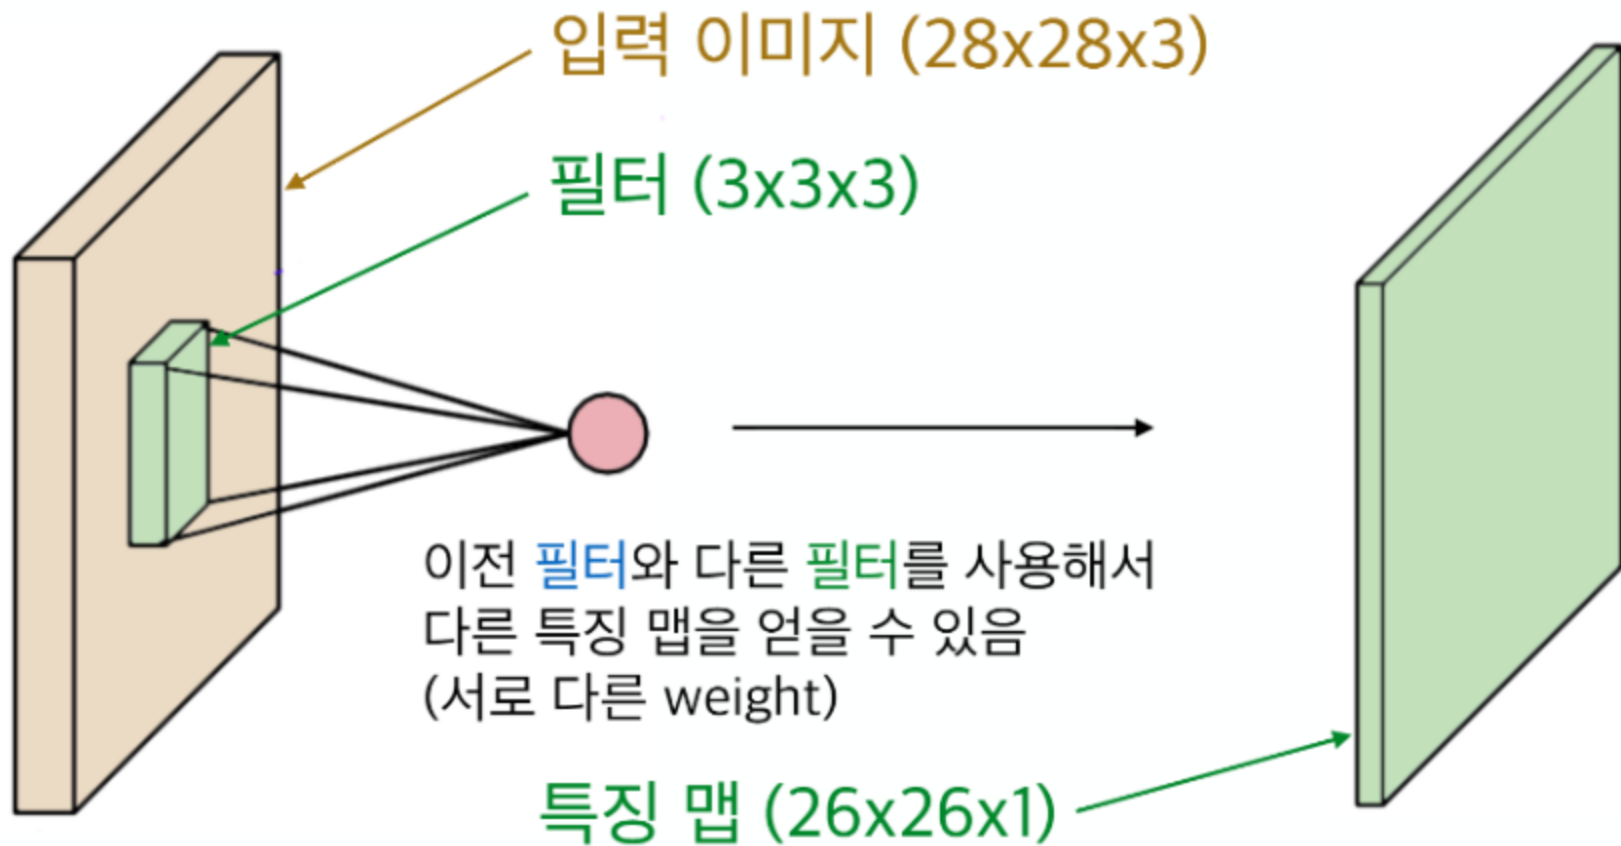 입력 이미지 (28x28x3)
필터 (3x3x3)
이전 필터와 다른 필터를 사용해서
다른 특징 맵을 얻을 수 있음
(서로 다른 weight)
특징 맵 (26x26x1)